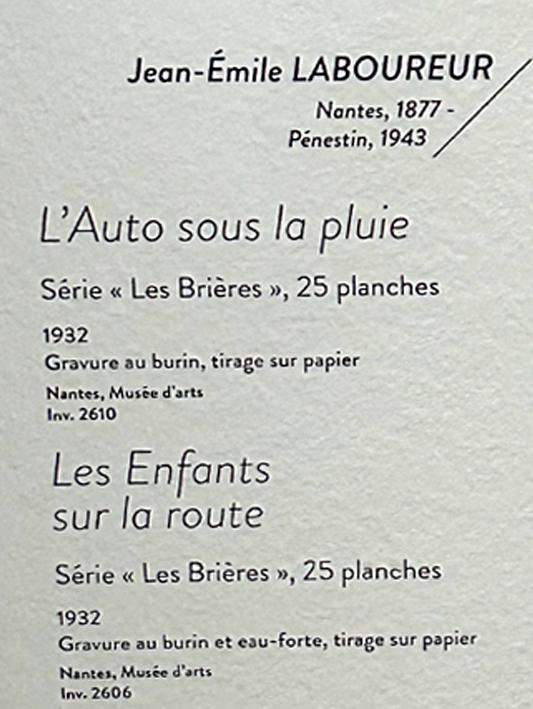 Jean-Émile LABOUREUR
Nantes, 1877 -
Pénestin, 1943
L'Auto sous la pluie
Série « Les Brières », 25 planches
1932
Gravure au burin, tirage sur papier
Nantes, Musée d'arts
Inv. 2610
Les Enfants
sur la route
Série « Les Brières », 25 planches
1932
Gravure au burin et eau-forte, tirage sur papier
Nantes, Musée d'arts
Inv. 2606